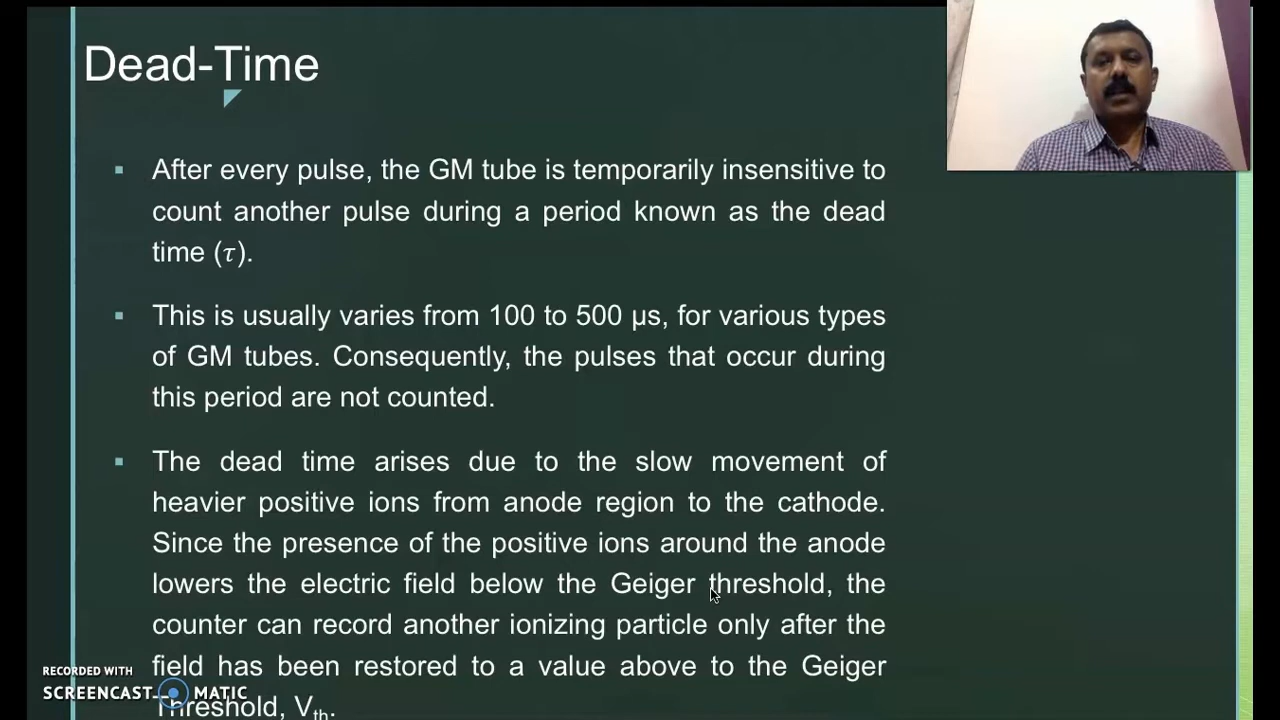 Dead-Time
▪ After every pulse, the GM tube is temporarily insensitive to
count another pulse during a period known as the dead
time (τ).
▪ This is usually varies from 100 to 500 µs, for various types
of GM tubes. Consequently, the pulses that occur during
this period are not counted.
▪ The dead time arises due to the slow movement of
heavier positive ions from anode region to the cathode.
Since the presence of the positive ions around the anode
lowers the electric field below the Geiger threshold, the
counter can record another ionizing particle only after the
field has been restored to a value above to the Geiger
Threshold, Vth.
RECORDED WITH
SCREENCAST-O-MATIC